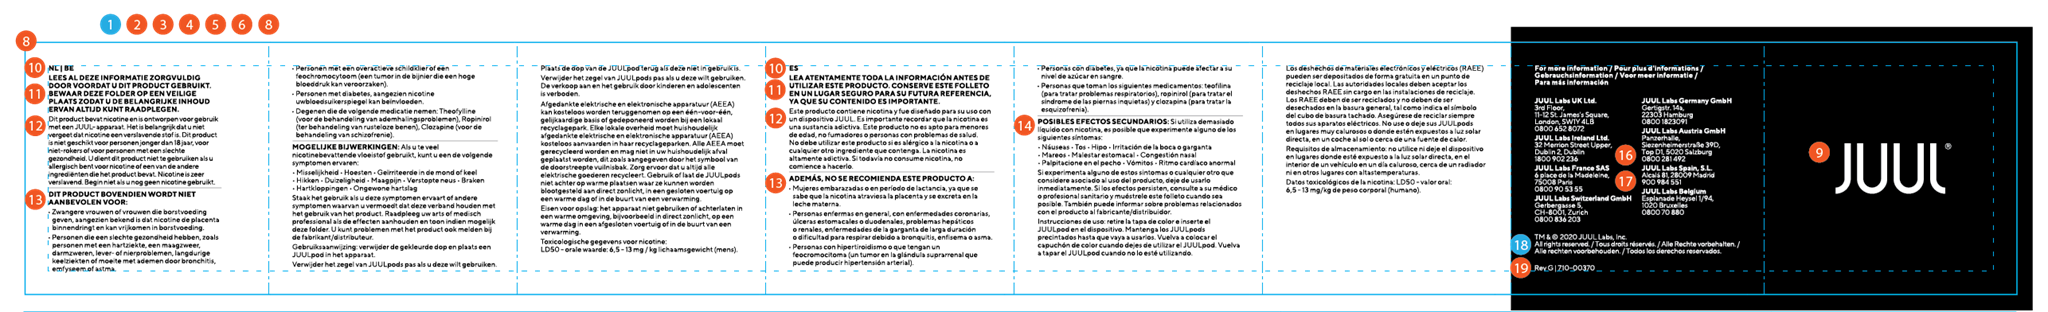 1 2 3 4 5 6 8
8
10
NL | BE
LEES AL DEZE INFORMATIE ZORGVULDIG
DOOR VOORDAT U DIT PRODUCT GEBRUIKT.
11
BEWAAR DEZE FOLDER OP EEN VEILIGE
PLAATS ZODAT U DE BELANGRIJKE INHOUD
ERVAN ALTIJD KUNT RAADPLEGEN.
12
Dit product bevat nicotine en is ontworpen voor gebruik
met een JUUL-apparaat. Het is belangrijk dat u niet
vergeet dat nicotine een verslavende stof is. Dit product
is niet geschikt voor personen jonger dan 18 jaar, voor
niet-rokers of voor personen met een slechte
gezondheid. U dient dit product niet te gebruiken als u
allergisch bent voor nicotine of een van de andere
ingrediënten die het product bevat. Nicotine is zeer
verslavend. Begin niet als u nog geen nicotine gebruikt.
13
DIT PRODUCT BOVENDIEN WORDT NIET
AANBEVOLEN VOOR:
• Zwangere vrouwen of vrouwen die borstvoeding
geven, aangezien bekend is dat nicotine de placenta
binnendringt en kan vrijkomen in borstvoeding.
• Personen die een slechte gezondheid hebben, zoals
personen met een hartziekte, een maagzweer,
darmzweren, lever- of nierproblemen, langdurige
keelziekten of moeite met ademen door bronchitis,
emfyseem of astma.
• Personen met een overactieve schildklier of een
feochromocytoom (een tumor in de bijnier die een hoge
bloeddruk kan veroorzaken).
• Personen met diabetes, aangezien nicotine
uw bloedsuikerspiegel kan beïnvloeden.
• Degenen die de volgende medicatie nemen: Theofylline
(voor de behandeling van ademhalingsproblemen), Ropinirol
(ter behandeling van rusteloze benen), Clozapine (voor de
behandeling van schizofrenie).
MOGELIJKE BIJWERKINGEN: Als u te veel
nicotinebevattende vloeistof gebruikt, kunt u een de volgende
symptomen ervaren:
• Misselijkheid • Hoesten • Geïrriteerde in de mond of keel
• Hikken • Duizeligheid • Maagpijn • Verstopte neus • Braken
• Hartkloppingen • Ongewone hartslag
Staak het gebruik als u deze symptomen ervaart of andere
symptomen waarvan u vermoedt dat deze verband houden met
het gebruik van het product. Raadpleeg uw arts of medisch
professional als de effecten aanhouden en toon indien mogelijk
deze folder. U kunt problemen met het product ook melden bij
de fabrikant/distributeur.
Gebruiksaanwijzing: verwijder de gekleurde dop en plaats een
JUULpod in het apparaat.
Verwijder het zegel van JUULpods pas als u deze wilt gebruiken.
Plaats de dop van de JUULpod terug als deze niet in gebruik is.
Verwijder het zegel van JUULpods pas als u deze wilt gebruiken.
De verkoop aan en het gebruik door kinderen en adolescenten
is verboden.
Afgedankte elektrische en elektronische apparatuur (AEEA)
kan kosteloos worden teruggenomen op een één-voor-één,
gelijkaardige basis of gedeponeerd worden bij een lokaal
recyclagepark. Elke lokale overheid moet huishoudelijk
afgedankte elektrische en elektronische apparatuur (AEEA)
kosteloos aanvaarden in haar recyclageparken. Alle AEEA moet
gerecycleerd worden en mag niet in uw huishoudelijk afval
geplaatst worden, dit zoals aangegeven door het symbool van
de doorstreepte vuilnisbak. Zorg ervoor dat u altijd alle
elektrische goederen recycleert. Gebruik of laat de JUULpods
niet achter op warme plaatsen waar ze kunnen worden
blootgesteld aan direct zonlicht, in een gesloten voertuig op
een warme dag of in de buurt van een verwarming.
Eisen voor opslag: het apparaat niet gebruiken of achterlaten in
een warme omgeving, bijvoorbeeld in direct zonlicht, op een
warme dag in een afgesloten voertuig of in de buurt van een
verwarming.
Toxicologische gegevens voor nicotine:
LD50 - orale waarde: 6,5 - 13 mg / kg lichaamsgewicht (mens).
10
ES
LEA ATENTAMENTE TODA LA INFORMACIÓN ANTES DE
11
UTILIZAR ESTE PRODUCTO. CONSERVE ESTE FOLLETO
EN UN LUGAR SEGURO PARA SU FUTURA REFERENCIA,
YA QUE SU CONTENIDO ES IMPORTANTE.
12
Este producto contiene nicotina y fue diseñado para su uso con
un dispositivo JUUL. Es importante recordar que la nicotina es
una sustancia adictiva. Este producto no es apto para menores
de edad, no fumadores o personas con problemas de salud.
No debe utilizar este producto si es alérgico a la nicotina o a
cualquier otro ingrediente que contenga. La nicotina es
altamente adictiva. Si todavía no consume nicotina, no
comience a hacerlo.
13
ADEMÁS, NO SE RECOMIENDA ESTE PRODUCTO A:
• Mujeres embarazadas o en período de lactancia, ya que se
sabe que la nicotina atraviesa la placenta y se excreta en la
leche materna.
• Personas enfermas en general, con enfermedades coronarias,
úlceras estomacales o duodenales, problemas hepáticos
o renales, enfermedades de la garganta de larga duración
o dificultad para respirar debido a bronquitis, enfisema o asma.
• Personas con hipertiroidismo o que tengan un
feocromocitoma (un tumor en la glándula suprarrenal que
puede producir hipertensión arterial).
• Personas con diabetes, ya que la nicotina puede afectar a su
nivel de azúcar en sangre.
• Personas que toman los siguientes medicamentos: teofilina
(para tratar problemas respiratorios), ropinirol (para tratar el
síndrome de las piernas inquietas) y clozapina (para tratar la
esquizofrenia).
14
POSIBLES EFECTOS SECUNDARIOS: Si utiliza demasiado
líquido con nicotina, es posible que experimente alguno de los
siguientes síntomas:
• Náuseas • Tos • Hipo • Irritación de la boca o garganta
• Mareos • Malestar estomacal • Congestión nasal
• Palpitacione en el pecho • Vómitos • Ritmo cardíaco anormal
Si experimenta alguno de estos síntomas o cualquier otro que
considere asociado al uso del producto, deje de usarlo
inmediatamente. Si los efectos persisten, consulte a su médico
o profesional sanitario y muéstrele este folleto cuando sea
posible. También puede informar sobre problemas relacionados
con el producto al fabricante/distribuidor.
Instrucciones de uso: retire la tapa de color e inserte el
JUULpod en el dispositivo. Mantenga los JUULpods
precintados hasta que vaya a usarlos. Vuelva a colocar el
capuchón de color cuando dejes de utilizar el JUULpod. Vuelva
a tapar el JUULpod cuando no lo esté utilizando.
Los deshechos de materiales electrónicos y eléctricos (RAEE)
pueden ser depositados de forma gratuita en un punto de
reciclaje local. Las autoridades locales deben aceptar los
deshechos RAEE sin cargo en las instalaciones de reciclaje.
Los RAEE deben de ser reciclados y no deben de ser
desechados en la basura general, tal como indica el símbolo
del cubo de basura tachado. Asegúrese de reciclar siempre
todos sus aparatos eléctricos. No use o deje sus JUULpods
en lugares muy calurosos o donde estén expuestos a luz solar
directa, en un coche al sol o cerca de una fuente de calor.
Requisitos de almacenamiento: no utilice ni deje el dispositivo
en lugares donde esté expuesto a la luz solar directa, en el
interior de un vehículo en un día caluroso, cerca de un radiador
ni en otros lugares con altas temperaturas.
Datos toxicológicos de la nicotina: LD50 - valor oral:
6,5 - 13 mg/kg de peso corporal (humano).
For more information / Pour plus d'informations /
Gebrauchsinformation / Voor meer informatie /
Para más información
JUUL Labs UK Ltd.
3rd Floor,
11-12 St. James's Square,
London, SW1Y 4LB
0800 652 8072
JUUL Labs Ireland Ltd.
32 Merrion Street Upper,
Dublin 2, Dublin
1800 902 236
JUUL Labs France SAS
6 place de la Madeleine,
75008 Paris
0800 90 53 55
JUUL Labs Switzerland GmbH
Gerbergasse 5,
CH-8001, Zurich
0800 836 203
JUUL Labs Germany GmbH
Gertigstr. 14a,
22303 Hamburg
0800 1823091
JUUL Labs Austria GmbH
Panzerhalle,
Siezenheimerstraße 39D,
16
Top D1, 5020 Salzburg
0800 281 492
JUUL Labs Spain, S.L.
17
Alcalá 81, 28009 Madrid
900 984 551
JUUL Labs Belgium
Esplanade Heysel 1/94,
1020 Bruxelles
0800 70 880
TM & © 2020 JUUL Labs, Inc.
18
All rights reserved. / Tous droits réservés. / Alle Rechte vorbehalten. /
Alle rechten voorbehouden. / Todos los derechos reservados.
19
Rev G | 710-00370
9
JUUL®